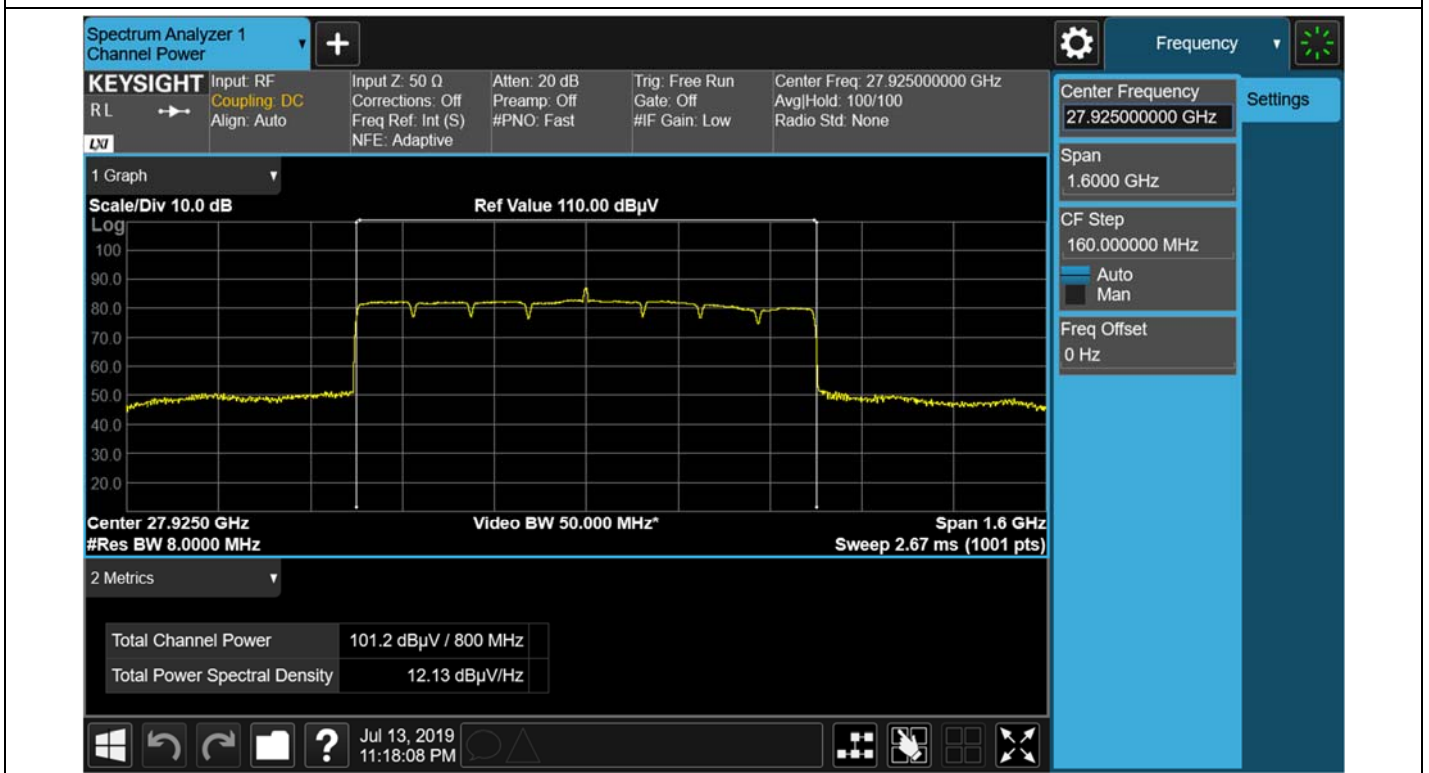 Spectrum Analyzer 1
Channel Power
+
Frequency
KEYSIGHT
R L
LXI
Input: RF
Coupling: DC
Align: Auto
Input Z: 50 Ω
Corrections: Off
Freq Ref: Int (S)
NFE: Adaptive
Atten: 20 dB
Preamp: Off
#PNO: Fast
Trig: Free Run
Gate: Off
#IF Gain: Low
Center Freq: 27.925000000 GHz
Avg|Hold: 100/100
Radio Std: None
1 Graph
Scale/Div 10.0 dB
Ref Value 110.00 dBµV
Log
100
90.0
80.0
70.0
60.0
50.0
40.0
30.0
20.0
Center 27.9250 GHz
Video BW 50.000 MHz*
Span 1.6 GHz
#Res BW 8.0000 MHz
Sweep 2.67 ms (1001 pts)
2 Metrics
Total Channel Power 101.2 dBµV / 800 MHz
Total Power Spectral Density 12.13 dBµV/Hz
?
Jul 13, 2019
11:18:08 PM
Center Frequency
27.925000000 GHz
Settings
Span
1.6000 GHz
CF Step
160.000000 MHz
Auto
Man
Freq Offset
0 Hz